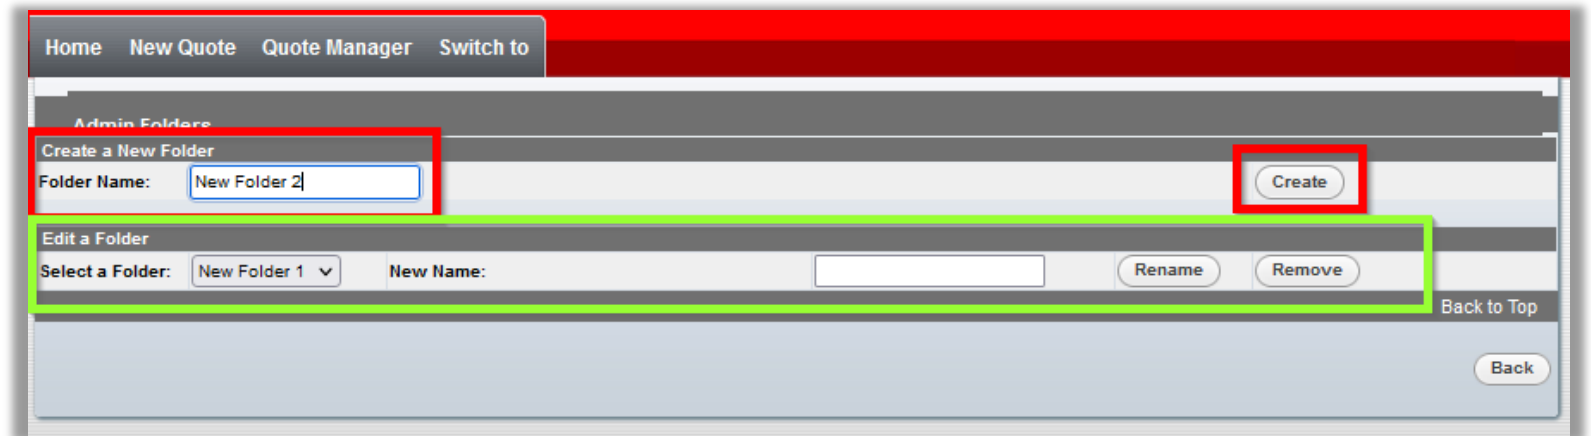 Home New Quote Quote Manager Switch to
Admin Folders
Create a New Folder
Folder Name: New Folder 2 Create
Edit a Folder
Select a Folder: New Folder 1 New Name: Rename Remove
Back to Top
Back